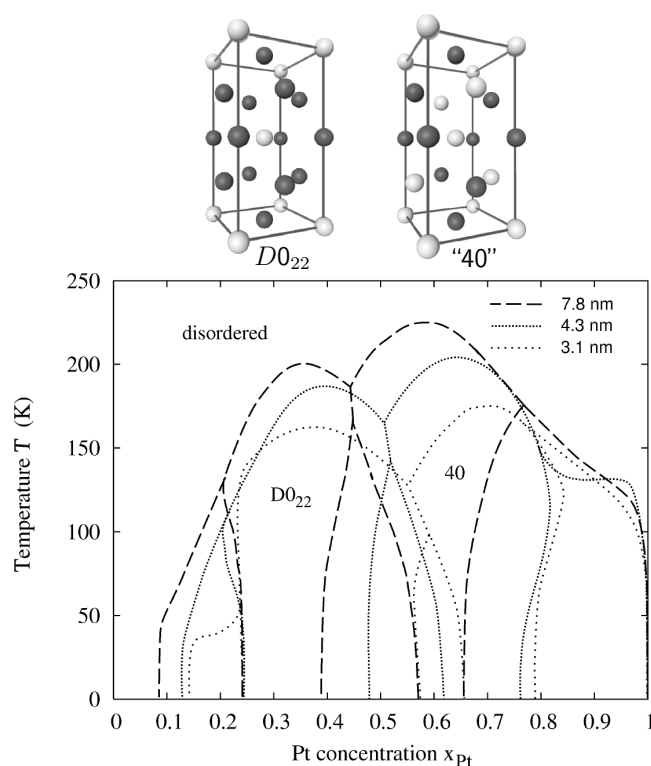 D0₂₂ “40”
250
200
150
100
50
0
Temperature T (K)
disordered
7.8 nm
4.3 nm
3.1 nm
D0₂₂
40
0 0.1 0.2 0.3 0.4 0.5 0.6 0.7 0.8 0.9 1
Pt concentration xPt